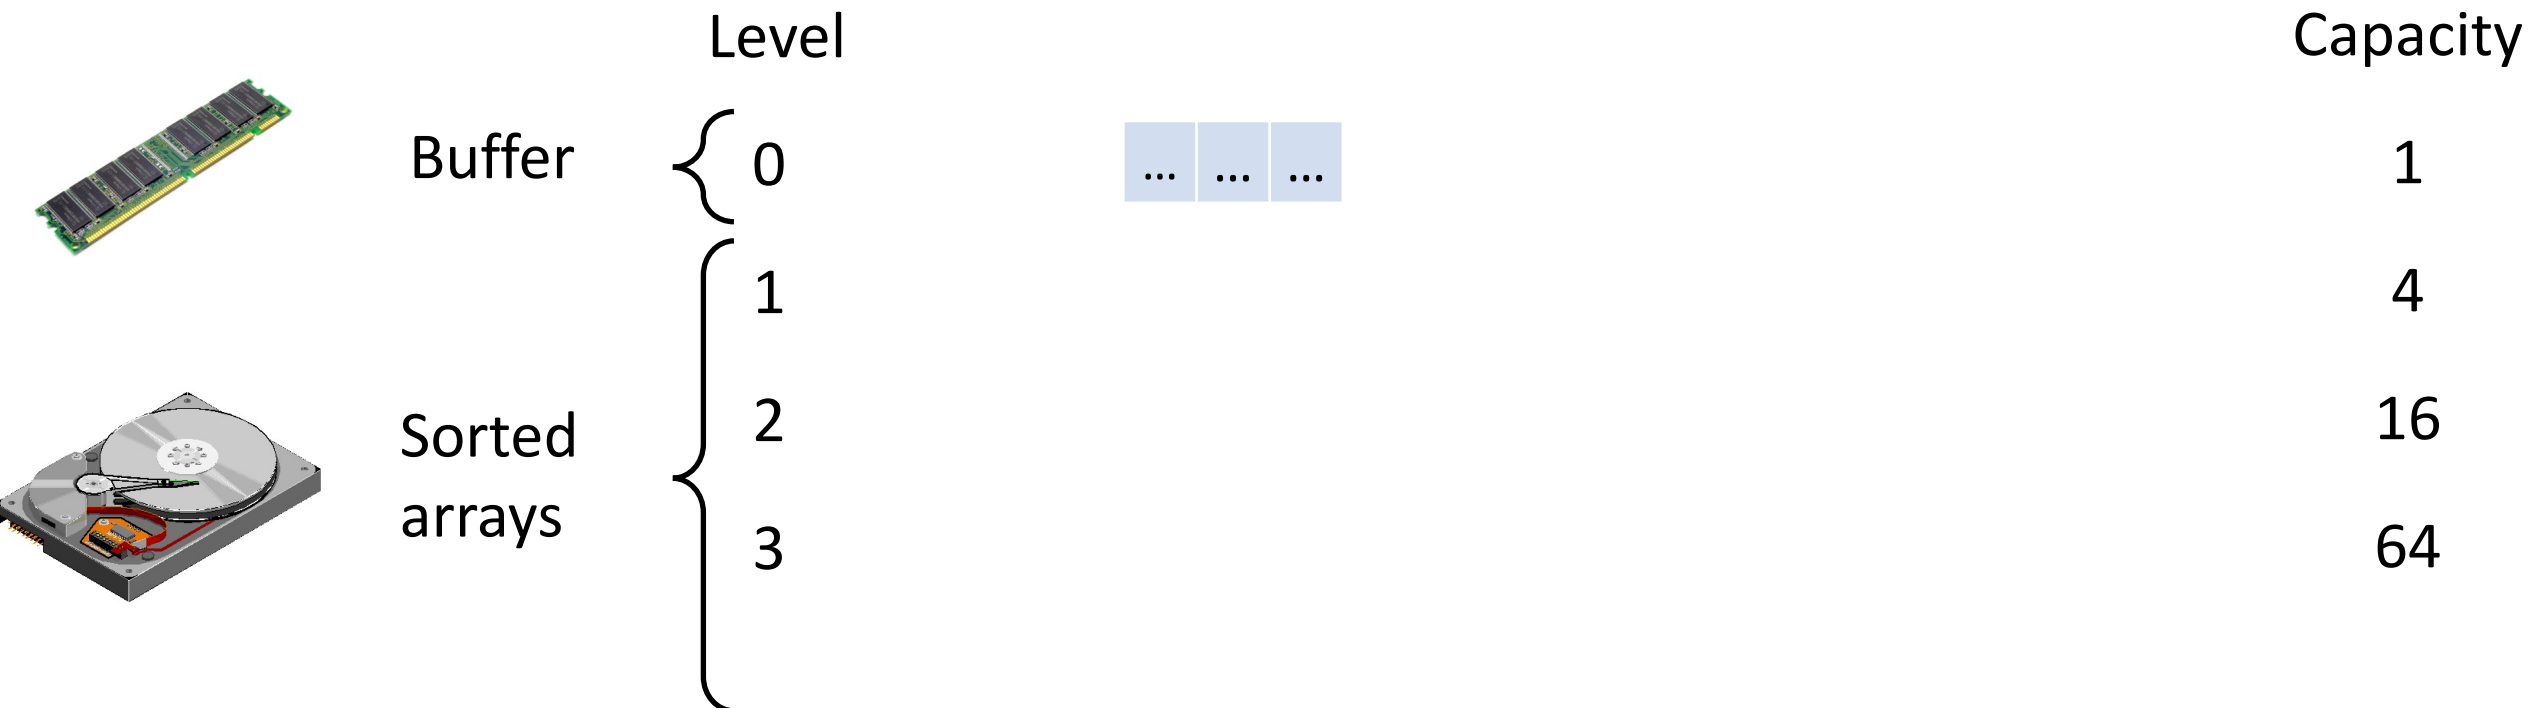 Level Capacity
Buffer 0 ... ... ... 1
1 4
Sorted 2 16
arrays
3 64